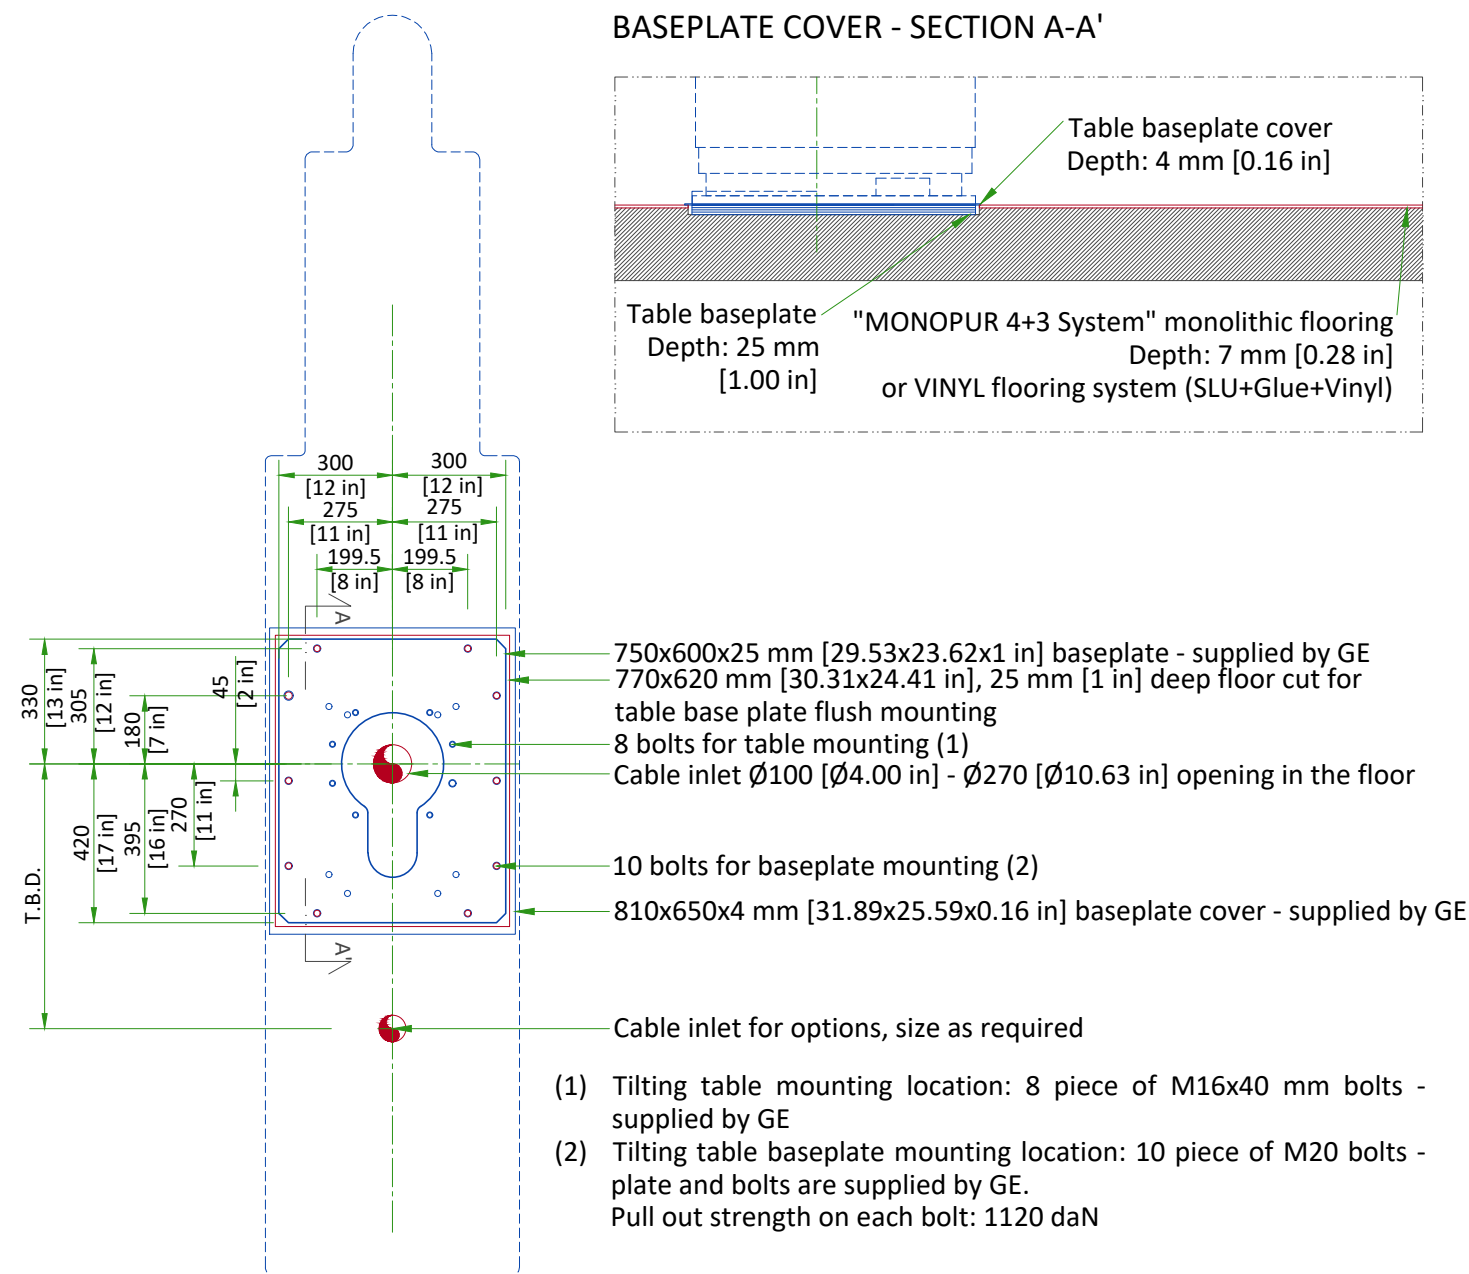 BASEPLATE COVER - SECTION A-A'
Table baseplate cover
Depth: 4 mm [0.16 in]
Table baseplate
Depth: 25 mm
[1.00 in]
"MONOPUR 4+3 System" monolithic flooring
Depth: 7 mm [0.28 in]
or VINYL flooring system (SLU+Glue+Vinyl)
300
[12 in]
300
[12 in]
275
[11 in]
275
[11 in]
199.5
[8 in]
199.5
[8 in]
A
330
[13 in]
305
[12 in]
180
[7 in]
45
[2 in]
420
[17 in]
395
[16 in]
270
[11 in]
T.B.D.
A'
750x600x25 mm [29.53x23.62x1 in] baseplate - supplied by GE
770x620 mm [30.31x24.41 in], 25 mm [1 in] deep floor cut for
table base plate flush mounting
8 bolts for table mounting (1)
Cable inlet Ø100 [Ø4.00 in] - Ø270 [Ø10.63 in] opening in the floor
10 bolts for baseplate mounting (2)
810x650x4 mm [31.89x25.59x0.16 in] baseplate cover - supplied by GE
Cable inlet for options, size as required
(1) Tilting table mounting location: 8 piece of M16x40 mm bolts -
supplied by GE
(2) Tilting table baseplate mounting location: 10 piece of M20 bolts -
plate and bolts are supplied by GE.
Pull out strength on each bolt: 1120 daN